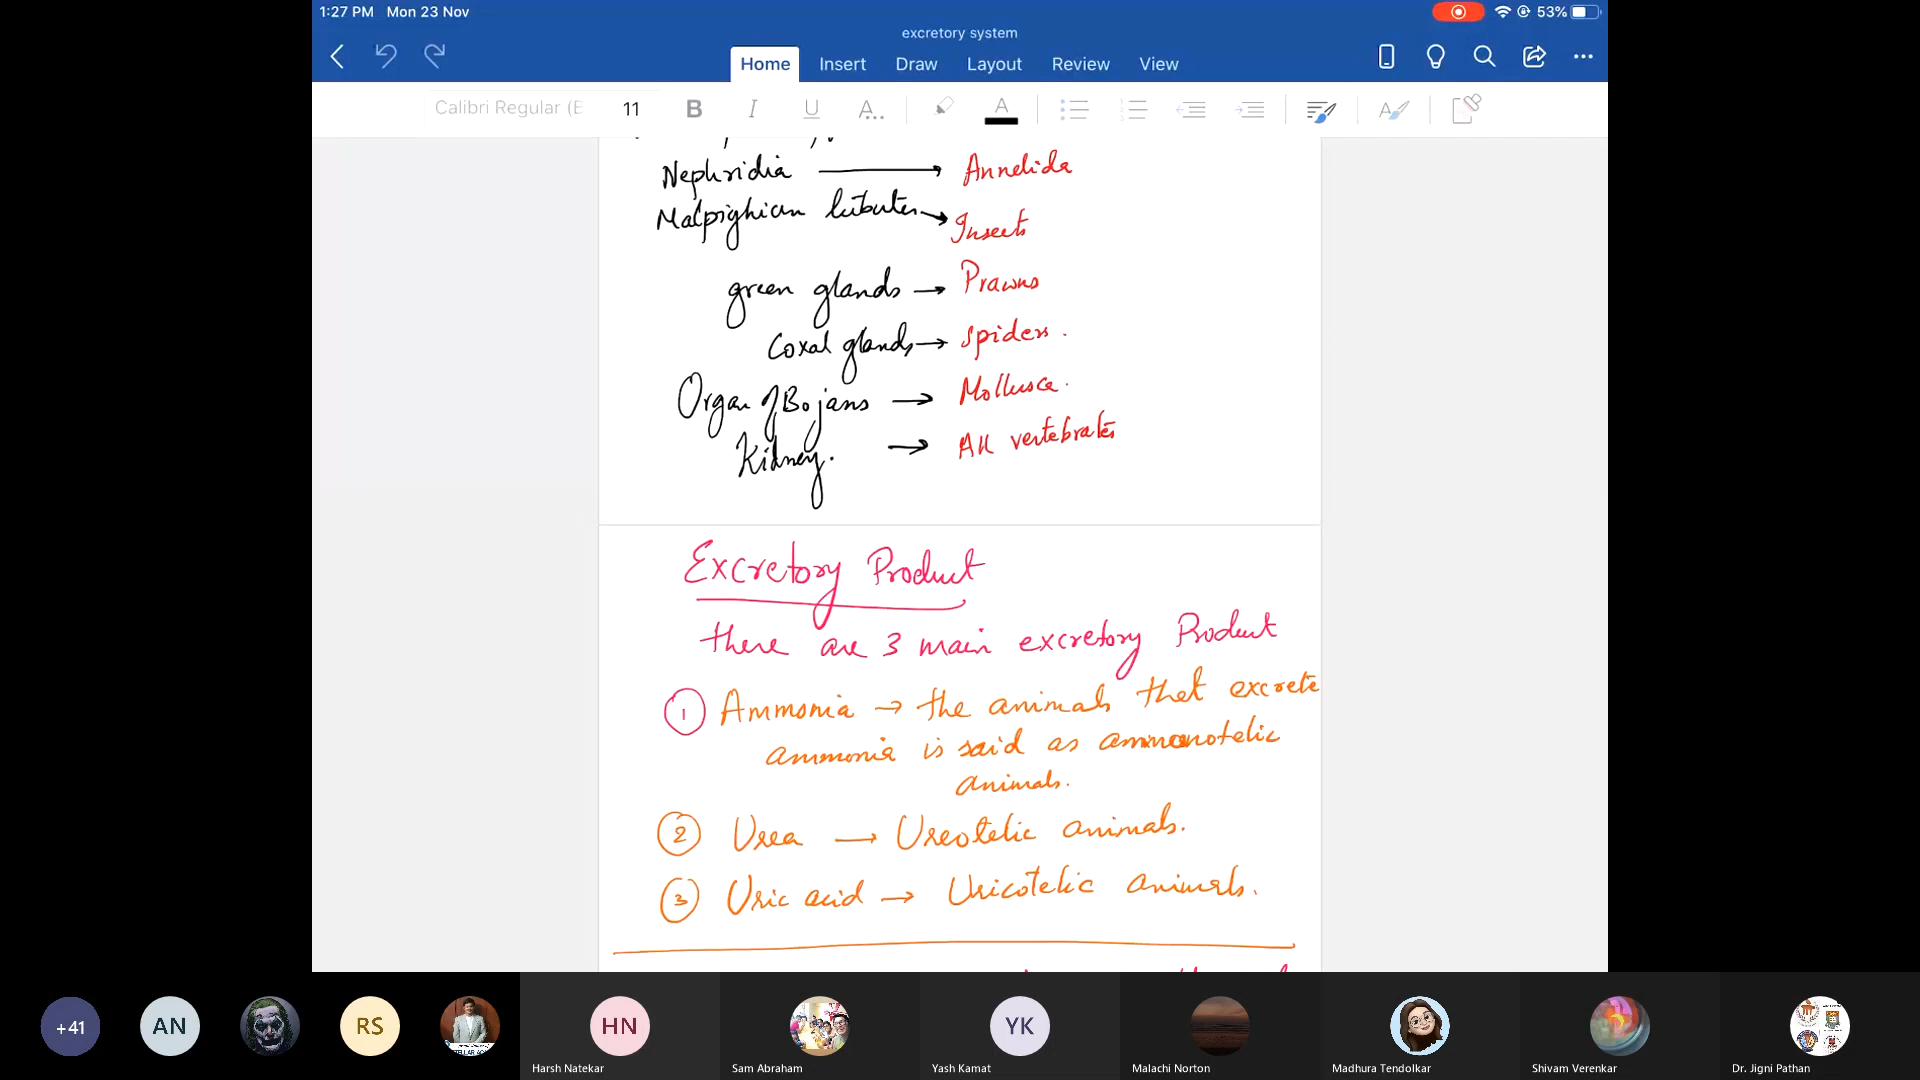 1:27 PM Mon 23 Nov
53%
excretory system
Home Insert Draw Layout Review View
Calibri Regular (E 11 B I U A... A
Nephridia → Annelida
Malpighian tubules → Insects
green glands → Prawns
Coxal glands → Spiders.
Organ of Bojans → Mollusca.
Kidney. → All vertebrates
Excretory Product
there are 3 main excretory Product
① Ammonia → the animals that excrete
ammonia is said as ammonotelic
animals.
② Urea → Ureotelic animals.
③ Uric acid → Uricotelic animals.
+41 AN RS HN YK
Harsh Natekar Sam Abraham Yash Kamat Malachi Norton Madhura Tendolkar Shivam Verenkar Dr. Jigni Pathan